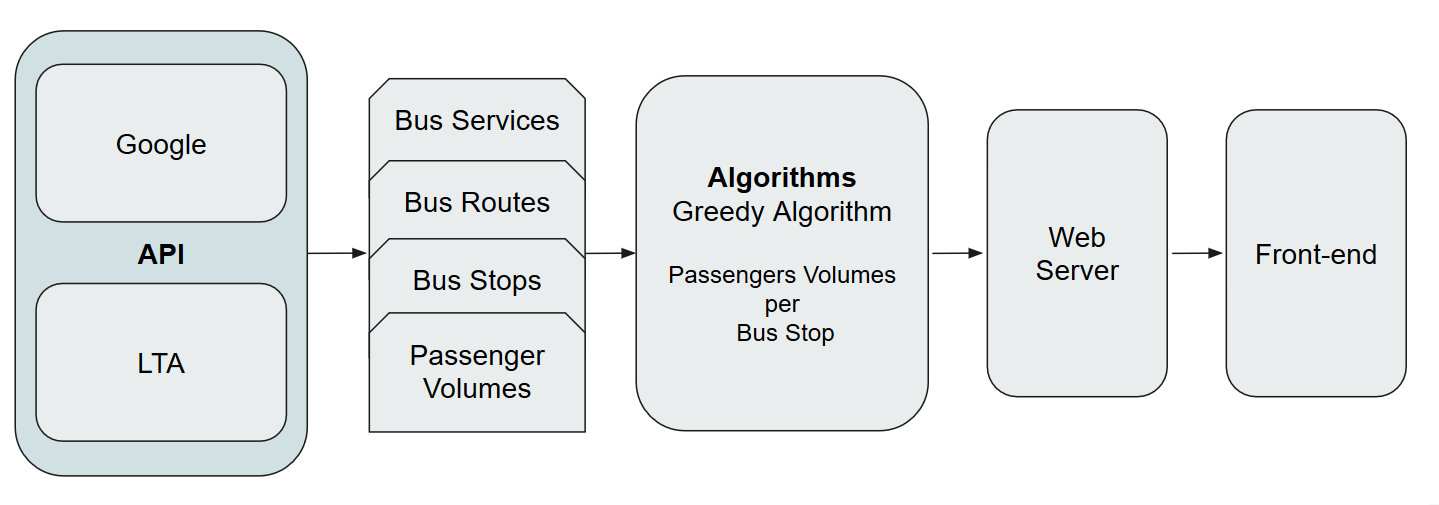 Google
API
LTA
Bus Services
Bus Routes
Bus Stops
Passenger
Volumes
Algorithms
Greedy Algorithm
Passengers Volumes
per
Bus Stop
Web
Server
Front-end